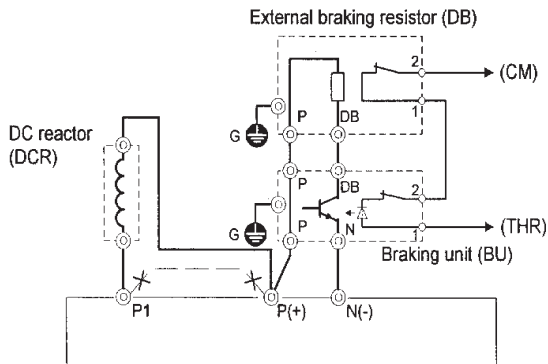 External braking resistor (DB)
2
(CM)
P
DB
1
G
DC reactor
(DCR)
P
DB
2
G
P
N
1
(THR)
Braking unit (BU)
P1
P(+)
N(-)